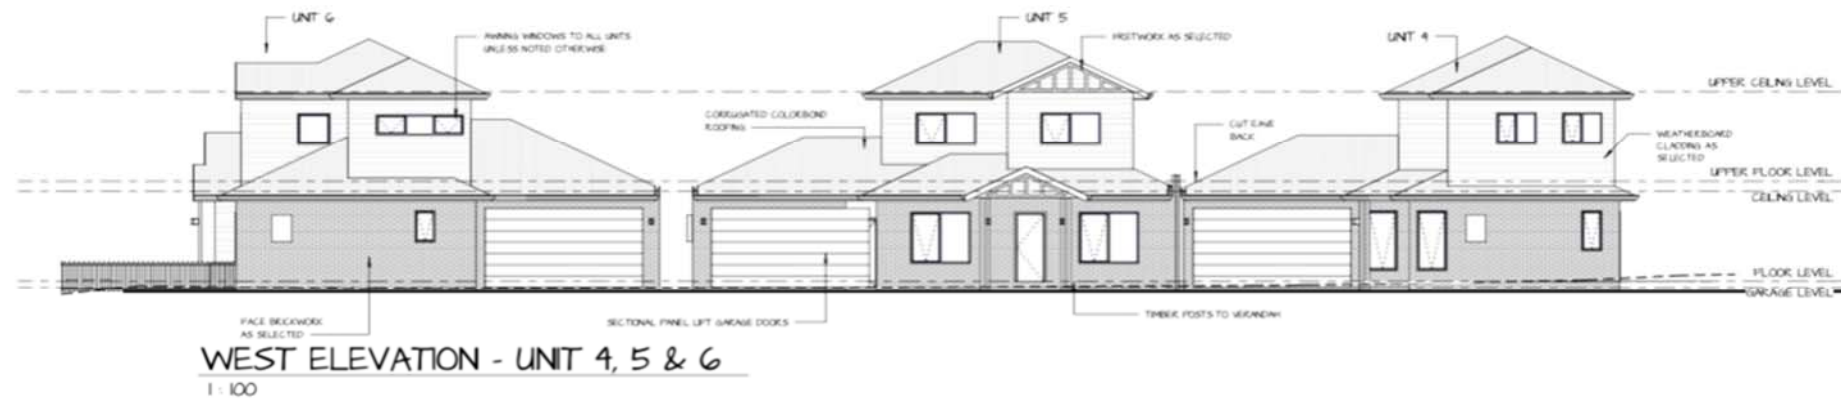 UNIT 6
AWNING WINDOWS TO ALL UNITS
UNLESS NOTED OTHERWISE
UNIT 5
FRETWORK AS SELECTED
UNIT 4
UPPER CEILING LEVEL
CORRUGATED COLORBOND
ROOFING
CUT EAVE
BACK
WEATHERBOARD
CLADDING AS
SELECTED
UPPER FLOOR LEVEL
CEILING LEVEL
FLOOR LEVEL
GARAGE LEVEL
FACE BRICKWORK
AS SELECTED
SECTIONAL PANEL LIFT GARAGE DOORS
TIMBER POSTS TO VERANDAH
WEST ELEVATION - UNIT 4, 5 & 6
1 : 100